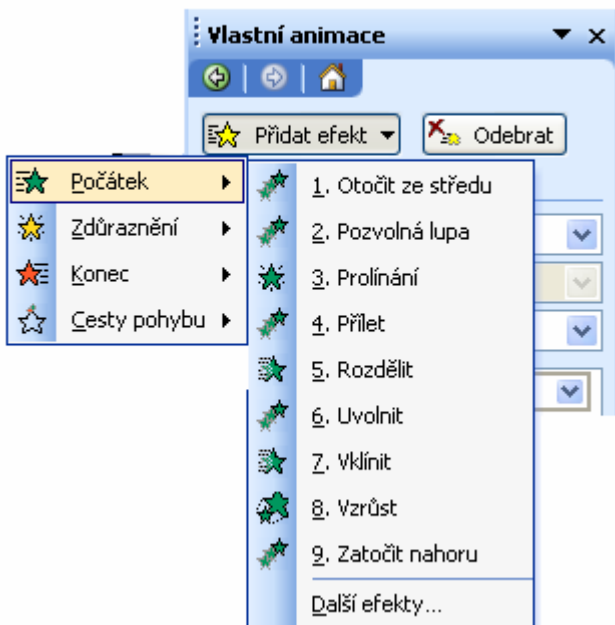 Vlastní animace
Přidat efekt
Odebrat
Počátek
Zdůraznění
Konec
Cesty pohybu
1. Otočit ze středu
2. Pozvolná lupa
3. Prolínání
4. Přílet
5. Rozdělit
6. Uvolnit
7. Vklínit
8. Vzrůst
9. Zatočit nahoru
Další efekty...